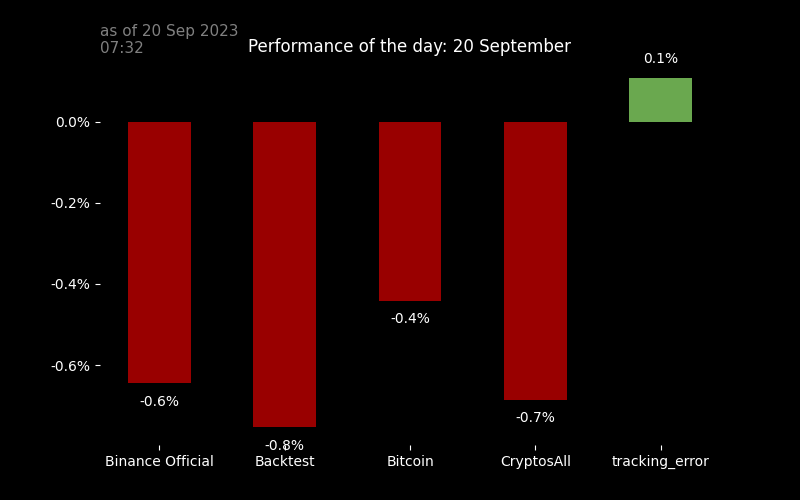 as of 20 Sep 2023
07:32
Performance of the day: 20 September
0.1%
0.0%
-0.2%
-0.4%
-0.6%
-0.6%
-0.8%
-0.4%
-0.7%
Binance Official
Backtest
Bitcoin
CryptosAll
tracking_error